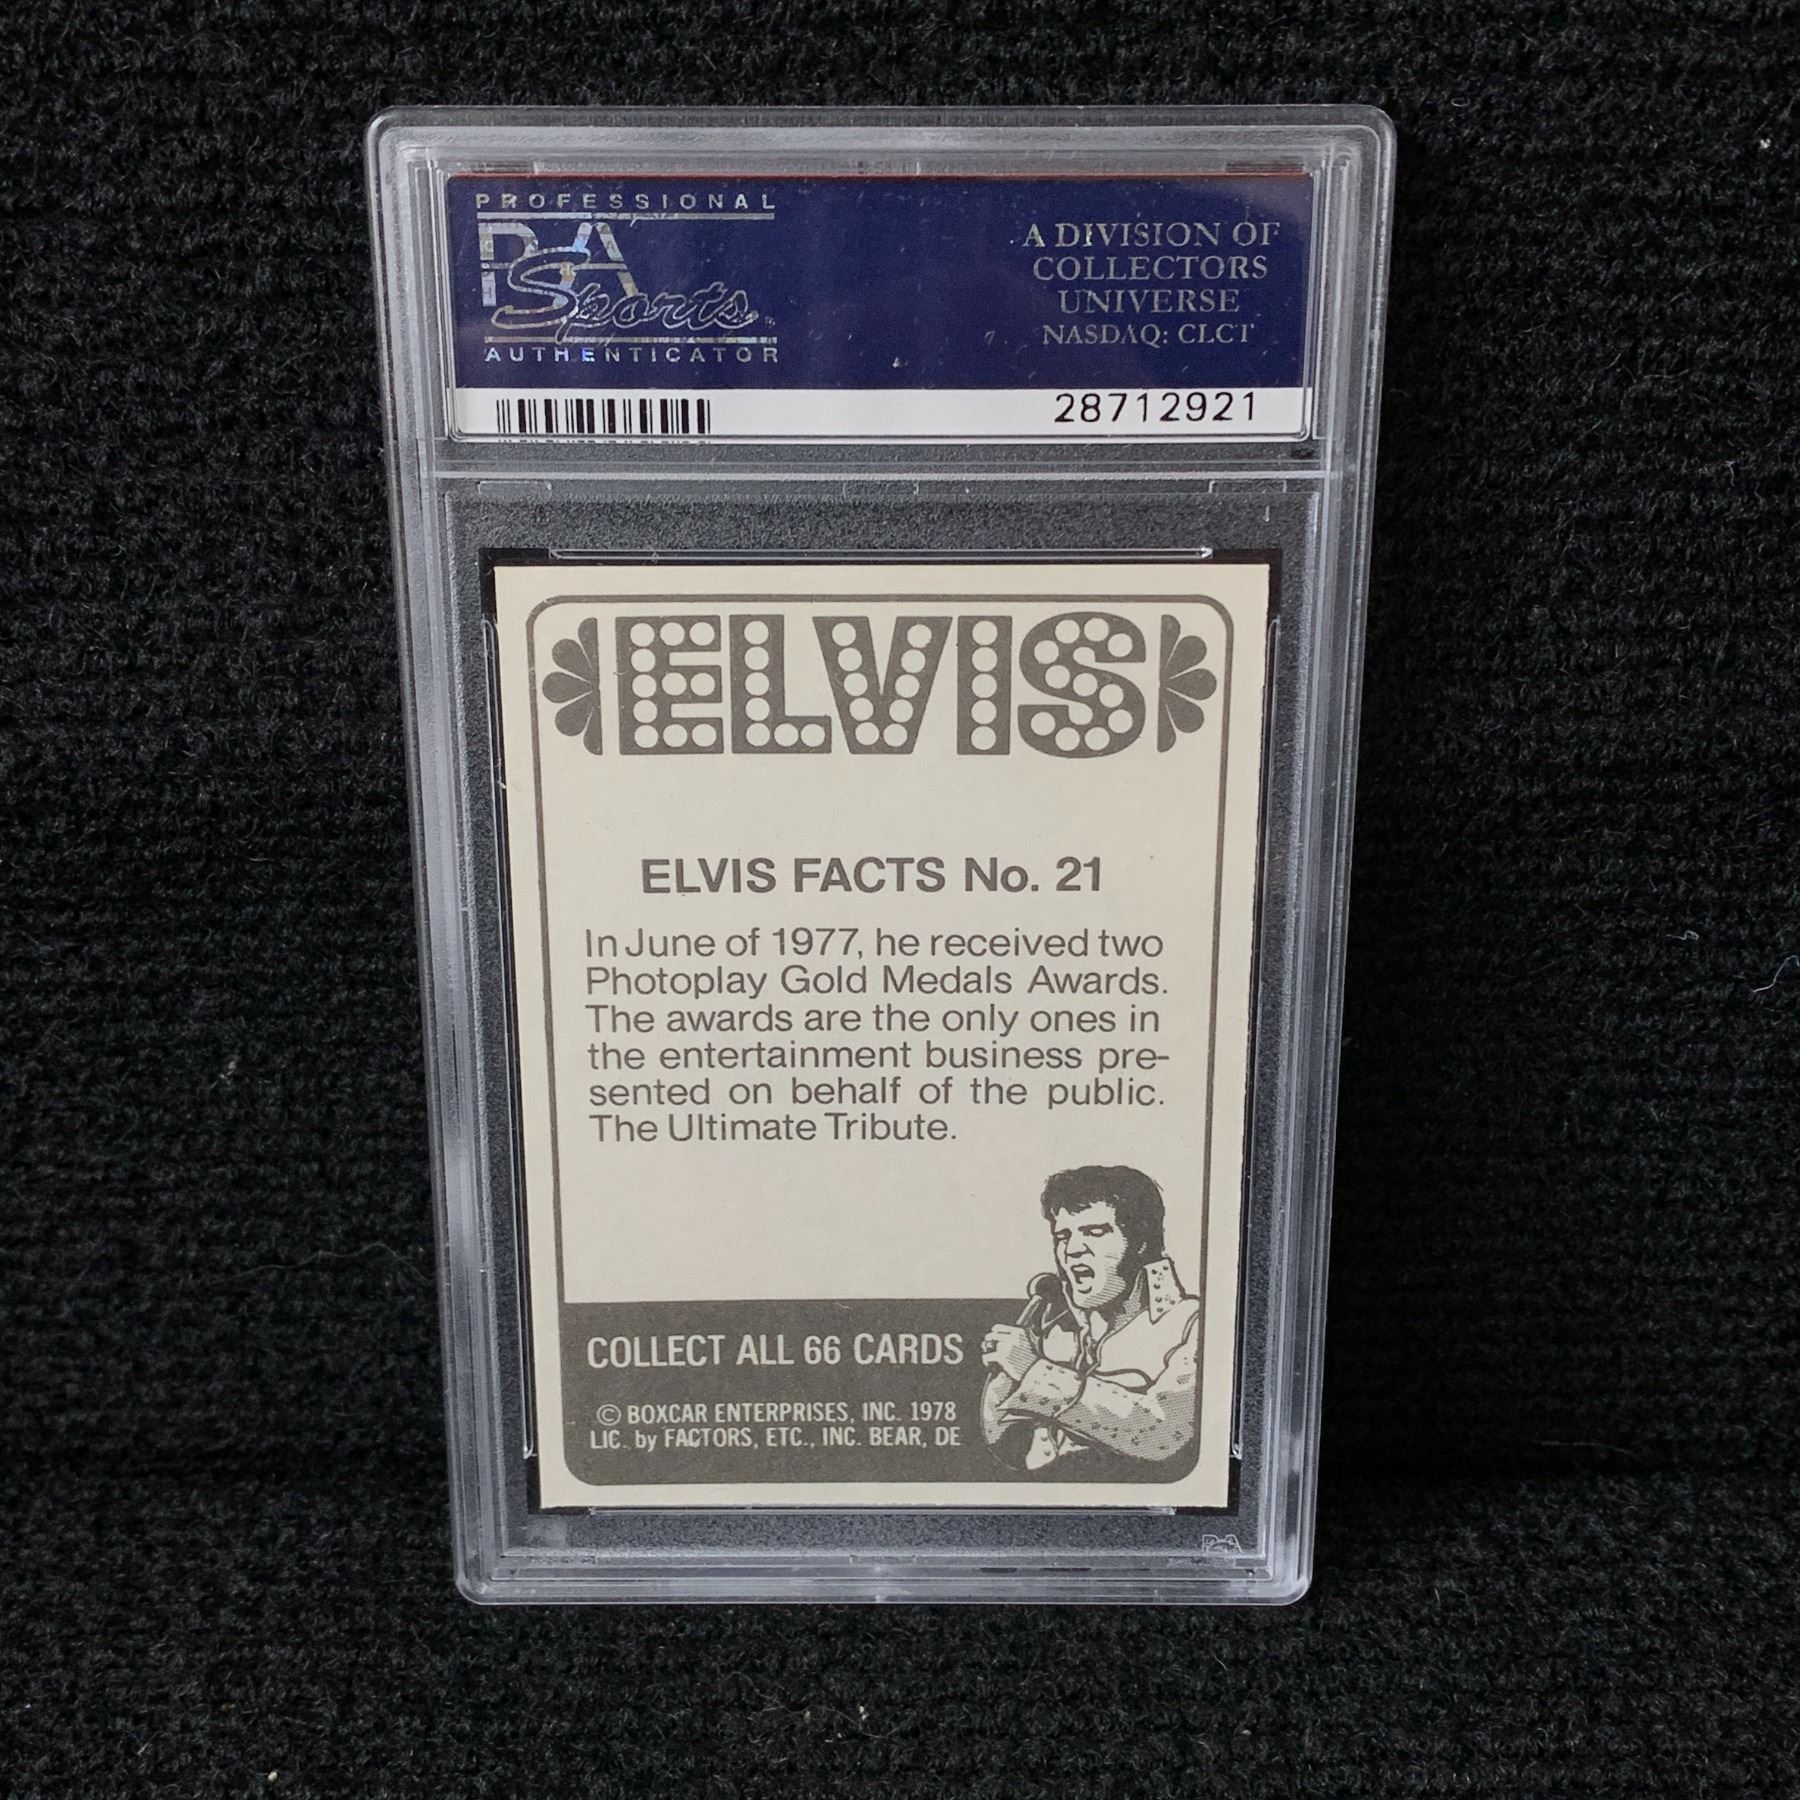 PROFESSIONAL
PSA
Sports
AUTHENTICATOR
A DIVISION OF
COLLECTORS
UNIVERSE
NASDAQ: CLCT
28712921
ELVIS
ELVIS FACTS No. 21
In June of 1977, he received two
Photoplay Gold Medals Awards.
The awards are the only ones in
the entertainment business pre-
sented on behalf of the public.
The Ultimate Tribute.
COLLECT ALL 66 CARDS
© BOXCAR ENTERPRISES, INC. 1978
LIC. by FACTORS, ETC., INC. BEAR, DE
PSA